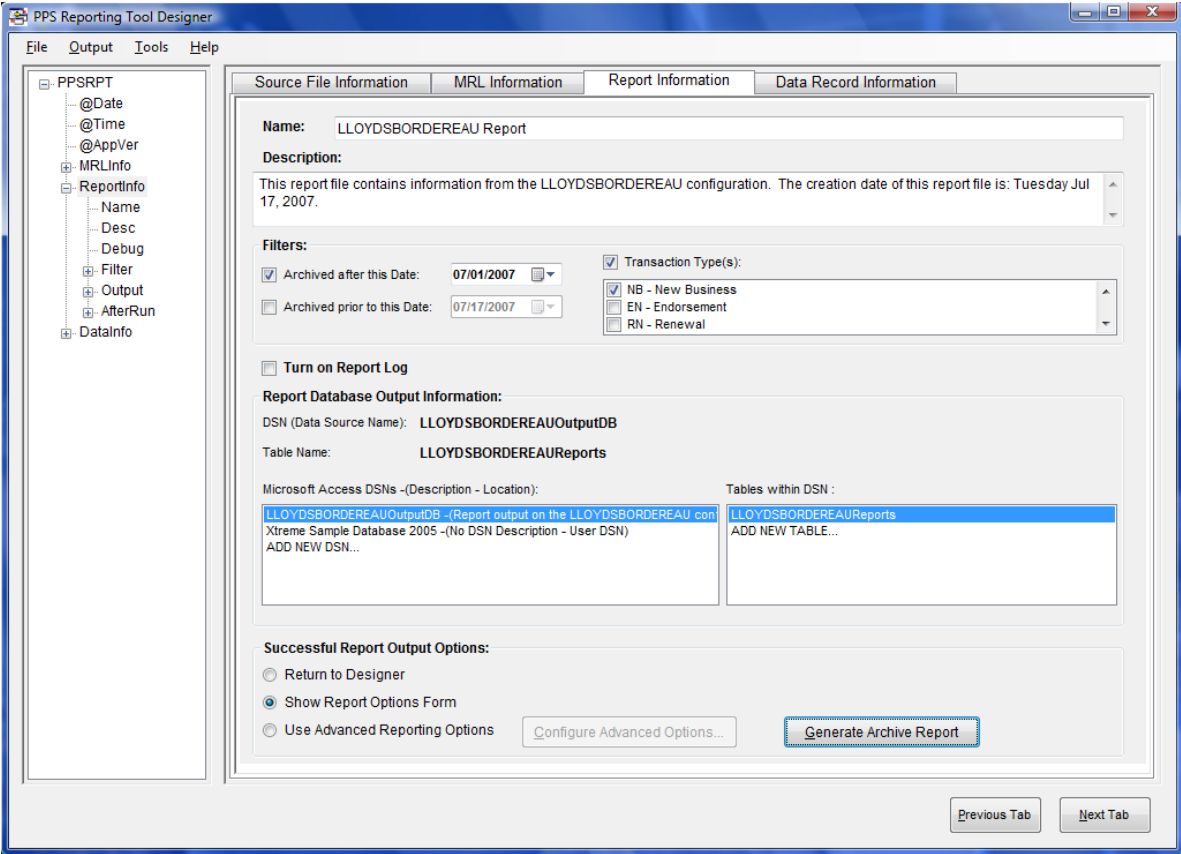 PPS Reporting Tool Designer
File Output Tools Help
PPSRPT
@Date
@Time
@AppVer
MRLInfo
ReportInfo
Name
Desc
Debug
Filter
Output
AfterRun
DataInfo
Source File Information MRL Information Report Information Data Record Information
Name: LLOYDSBORDEREAU Report
Description:
This report file contains information from the LLOYDSBORDEREAU configuration. The creation date of this report file is: Tuesday Jul
17, 2007.
Filters:
Archived after this Date: 07/01/2007
Archived prior to this Date: 07/17/2007
Transaction Type(s):
NB - New Business
EN - Endorsement
RN - Renewal
Turn on Report Log
Report Database Output Information:
DSN (Data Source Name): LLOYDSBORDEREAUOutputDB
Table Name: LLOYDSBORDEREAUReports
Microsoft Access DSNs -(Description - Location):
LLOYDSBORDEREAUOutputDB -(Report output on the LLOYDSBORDEREAU con
Xtreme Sample Database 2005 -(No DSN Description - User DSN)
ADD NEW DSN...
Tables within DSN :
LLOYDSBORDEREAUReports
ADD NEW TABLE...
Successful Report Output Options:
Return to Designer
Show Report Options Form
Use Advanced Reporting Options Configure Advanced Options... Generate Archive Report
Previous Tab Next Tab